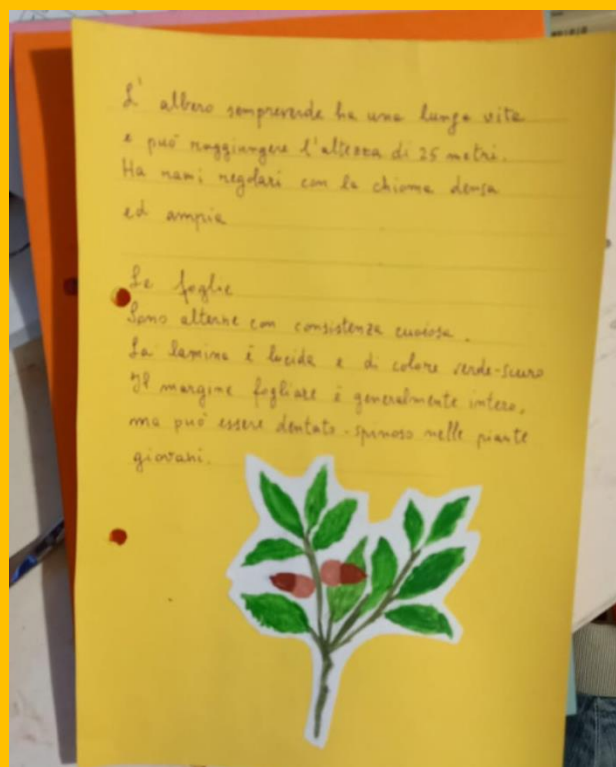 L'albero sempreverde ha una lunga vita
e può raggiungere l'altezza di 25 metri.
Ha rami regolari con la chioma densa
ed ampia
Le foglie
Sono alterne con consistenza cuoiosa.
La lamina è lucida e di colore verde-scuro
Il margine fogliare è generalmente intero,
ma può essere dentato-spinoso nelle piante
giovani.